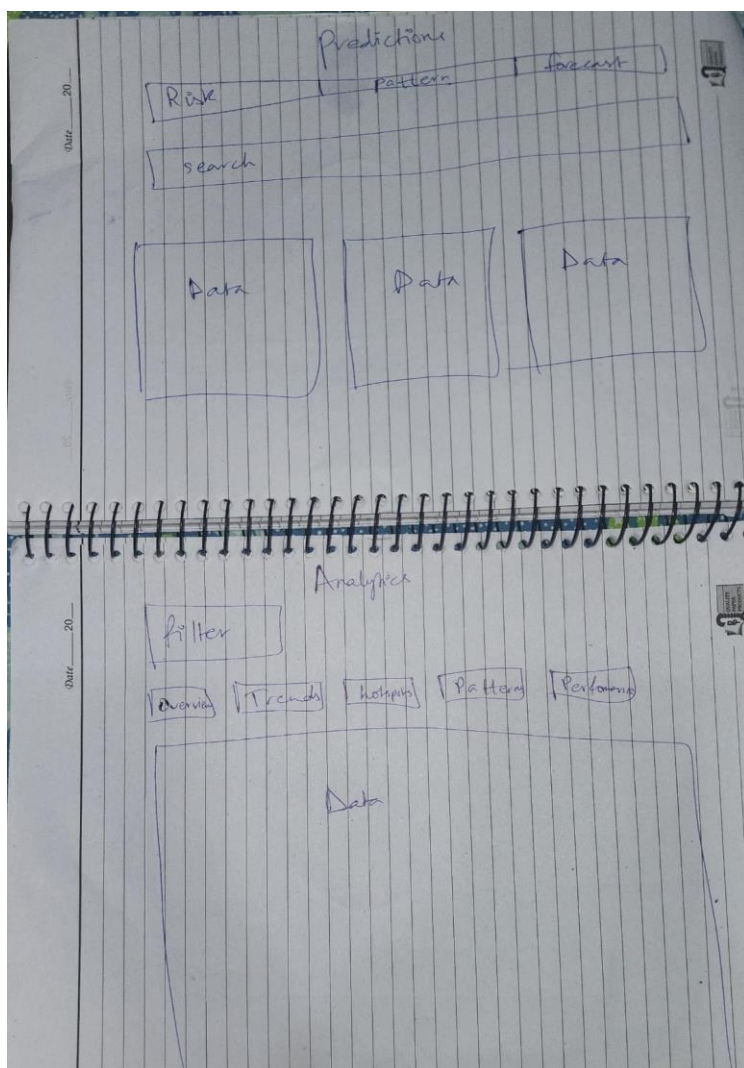 Predictions
Risk pattern forecast
search
Data Data Data
Date 20
Analytics
filter
Overview Trends hotspots Patterns
Data
Date 20